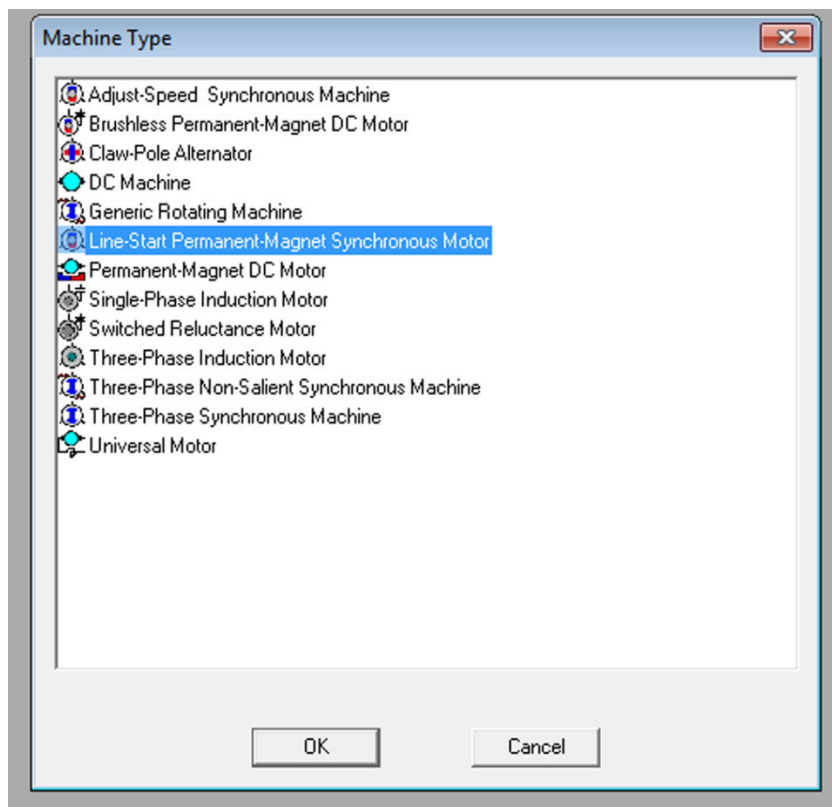 Machine Type
Adjust-Speed  Synchronous Machine
Brushless Permanent-Magnet DC Motor
Claw-Pole Alternator
DC Machine
Generic Rotating Machine
Line-Start Permanent-Magnet Synchronous Motor
Permanent-Magnet DC Motor
Single-Phase Induction Motor
Switched Reluctance Motor
Three-Phase Induction Motor
Three-Phase Non-Salient Synchronous Machine
Three-Phase Synchronous Machine
Universal Motor
OK Cancel